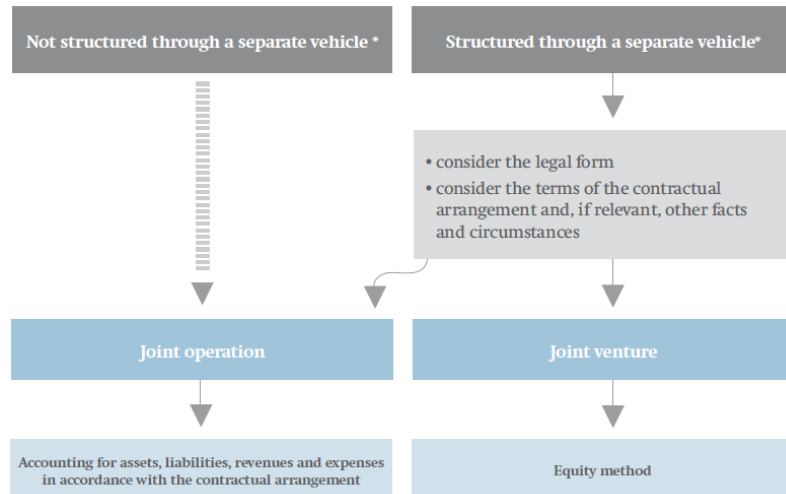 Not structured through a separate vehicle *
Structured through a separate vehicle*
• consider the legal form
• consider the terms of the contractual
arrangement and, if relevant, other facts
and circumstances
Joint operation
Joint venture
Accounting for assets, liabilities, revenues and expenses
in accordance with the contractual arrangement
Equity method